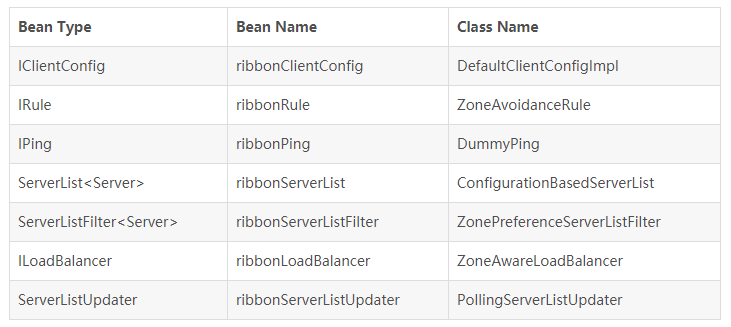 Bean Type Bean Name Class Name
IClientConfig ribbonClientConfig DefaultClientConfigImpl
IRule ribbonRule ZoneAvoidanceRule
IPing ribbonPing DummyPing
ServerList<Server> ribbonServerList ConfigurationBasedServerList
ServerListFilter<Server> ribbonServerListFilter ZonePreferenceServerListFilter
ILoadBalancer ribbonLoadBalancer ZoneAwareLoadBalancer
ServerListUpdater ribbonServerListUpdater PollingServerListUpdater